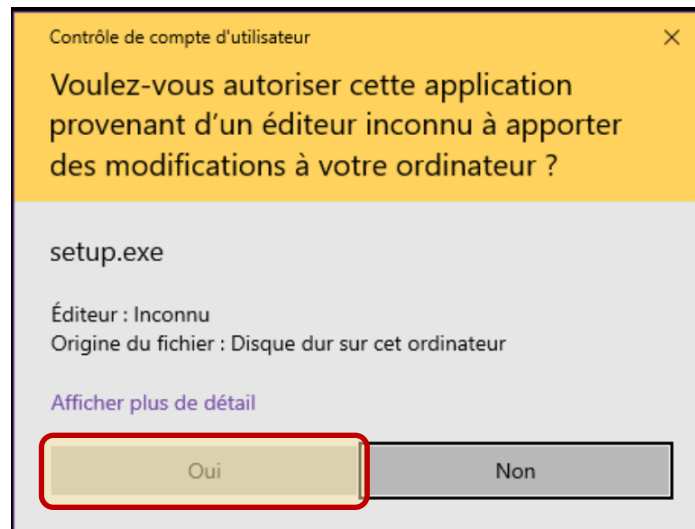 Contrôle de compte d'utilisateur
Voulez-vous autoriser cette application
provenant d’un éditeur inconnu à apporter
des modifications à votre ordinateur ?
setup.exe
Éditeur : Inconnu
Origine du fichier : Disque dur sur cet ordinateur
Afficher plus de détail
Oui Non